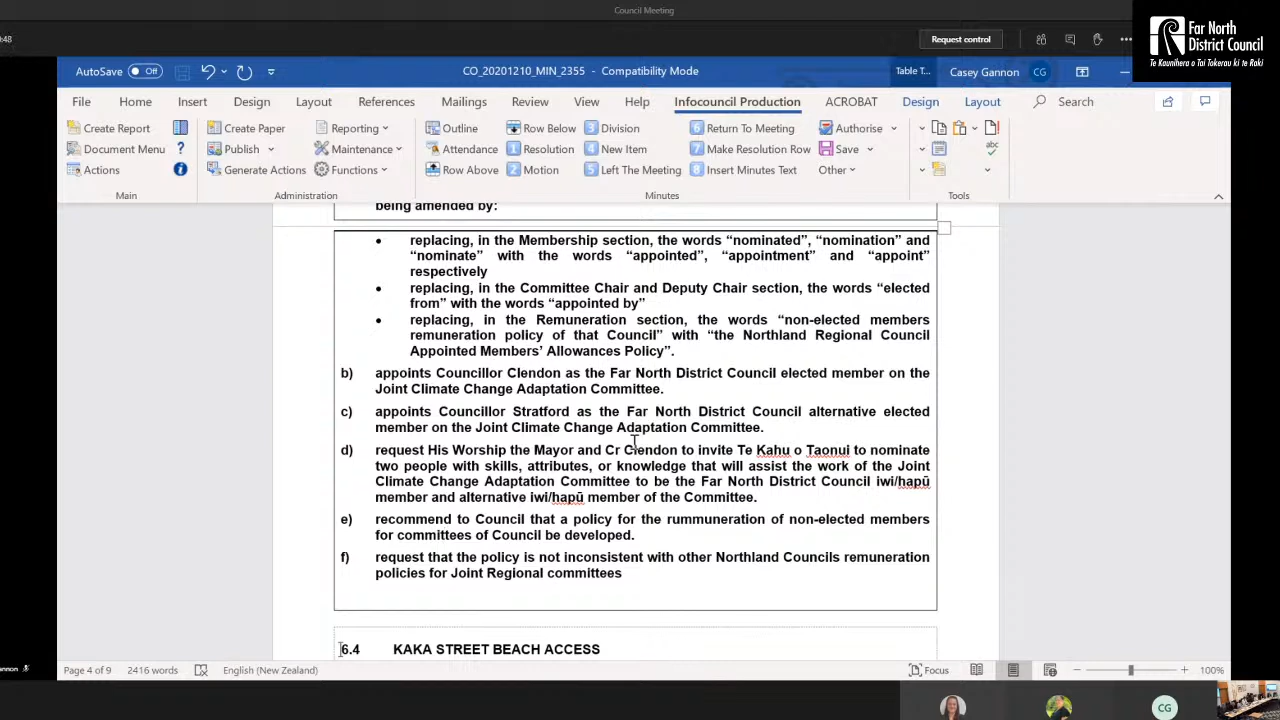 Council Meeting
:48
Request control
Far North
District Council
Te Kaunihera o Tai Tokerau ki te Raki
AutoSave Off
CO_20201210_MIN_2355 - Compatibility Mode
Table T...
Casey Gannon CG
File Home Insert Design Layout References Mailings Review View Help Infocouncil Production ACROBAT Design Layout Search
Create Report Create Paper Reporting Outline Row Below 3 Division 6 Return To Meeting Authorise
Document Menu ? Publish Maintenance Attendance 1 Resolution 4 New Item 7 Make Resolution Row Save abc
Actions Generate Actions Functions Row Above 2 Motion 5 Left The Meeting 8 Insert Minutes Text Other
Main Administration Minutes Tools
being amended by:
• replacing, in the Membership section, the words “nominated”, “nomination” and
“nominate” with the words “appointed”, “appointment” and “appoint”
respectively
• replacing, in the Committee Chair and Deputy Chair section, the words “elected
from” with the words “appointed by”
• replacing, in the Remuneration section, the words “non-elected members
remuneration policy of that Council” with “the Northland Regional Council
Appointed Members’ Allowances Policy”.
b) appoints Councillor Clendon as the Far North District Council elected member on the
Joint Climate Change Adaptation Committee.
c) appoints Councillor Stratford as the Far North District Council alternative elected
member on the Joint Climate Change Adaptation Committee.
d) request His Worship the Mayor and Cr Clendon to invite Te Kahu o Taonui to nominate
two people with skills, attributes, or knowledge that will assist the work of the Joint
Climate Change Adaptation Committee to be the Far North District Council iwi/hapū
member and alternative iwi/hapū member of the Committee.
e) recommend to Council that a policy for the rummuneration of non-elected members
for committees of Council be developed.
f) request that the policy is not inconsistent with other Northland Councils remuneration
policies for Joint Regional committees
6.4 KAKA STREET BEACH ACCESS
annon
Page 4 of 9 2416 words English (New Zealand) Focus 100%
CG